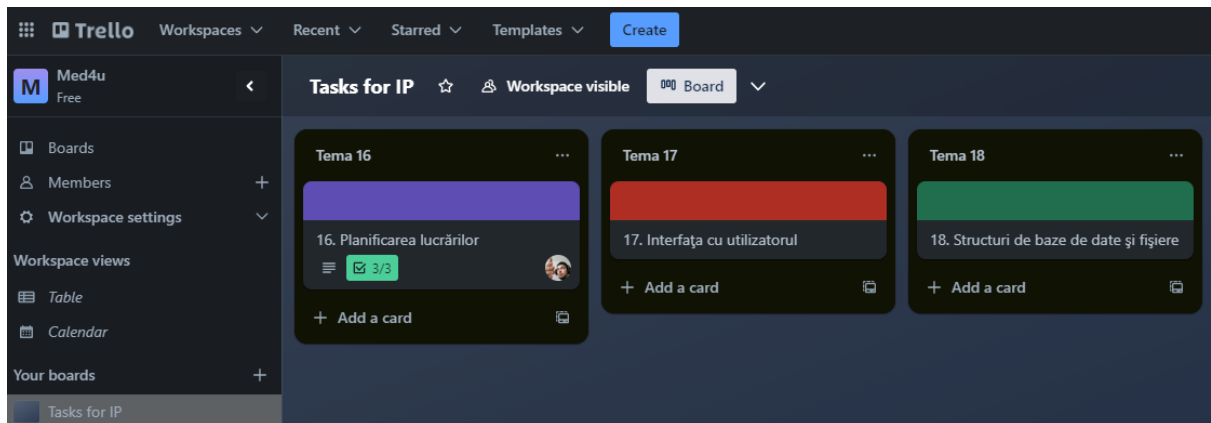 Trello Workspaces Recent Starred Templates Create
M Med4u
Free
Tasks for IP Workspace visible Board
Boards
Members
Workspace settings
Workspace views
Table
Calendar
Your boards
Tasks for IP
Tema 16
16. Planificarea lucrărilor
3/3
+ Add a card
Tema 17
17. Interfaţa cu utilizatorul
+ Add a card
Tema 18
18. Structuri de baze de date şi fişiere
+ Add a card